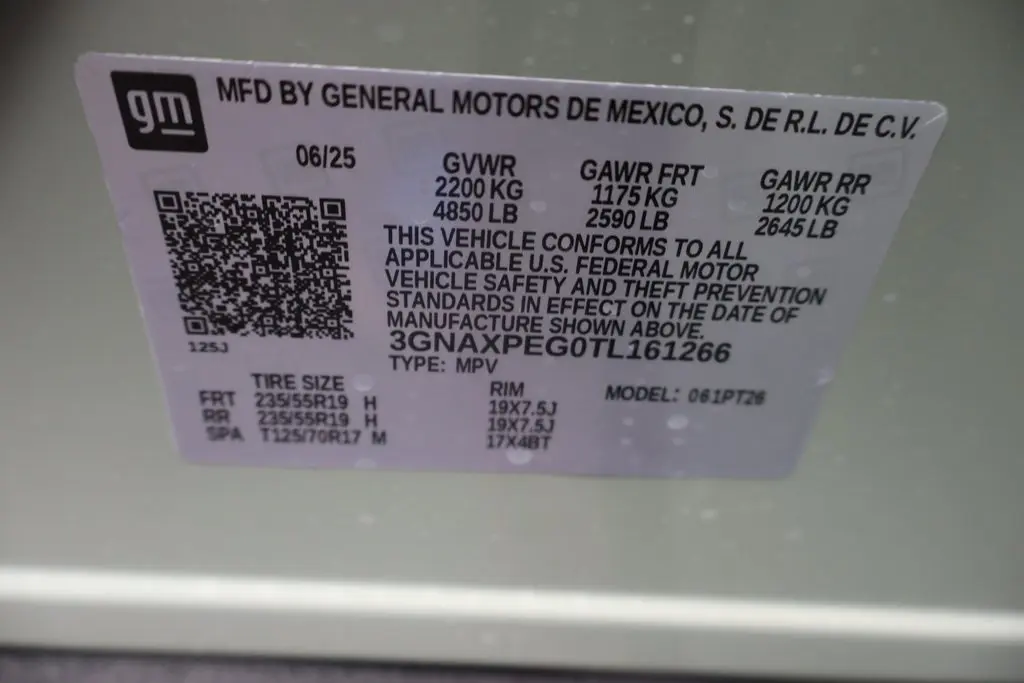 gm
MFD BY GENERAL MOTORS DE MEXICO, S. DE R.L. DE C.V.
06/25
GVWR GAWR FRT GAWR RR
2200 KG 1175 KG 1200 KG
4850 LB 2590 LB 2645 LB
THIS VEHICLE CONFORMS TO ALL
APPLICABLE U.S. FEDERAL MOTOR
VEHICLE SAFETY AND THEFT PREVENTION
STANDARDS IN EFFECT ON THE DATE OF
MANUFACTURE SHOWN ABOVE.
125J
3GNAXPEG0TL161266
TYPE: MPV
TIRE SIZE RIM MODEL: 061PT26
FRT 235/55R19 H 19X7.5J
RR 235/55R19 H 19X7.5J
SPA T125/70R17 M 17X4BT